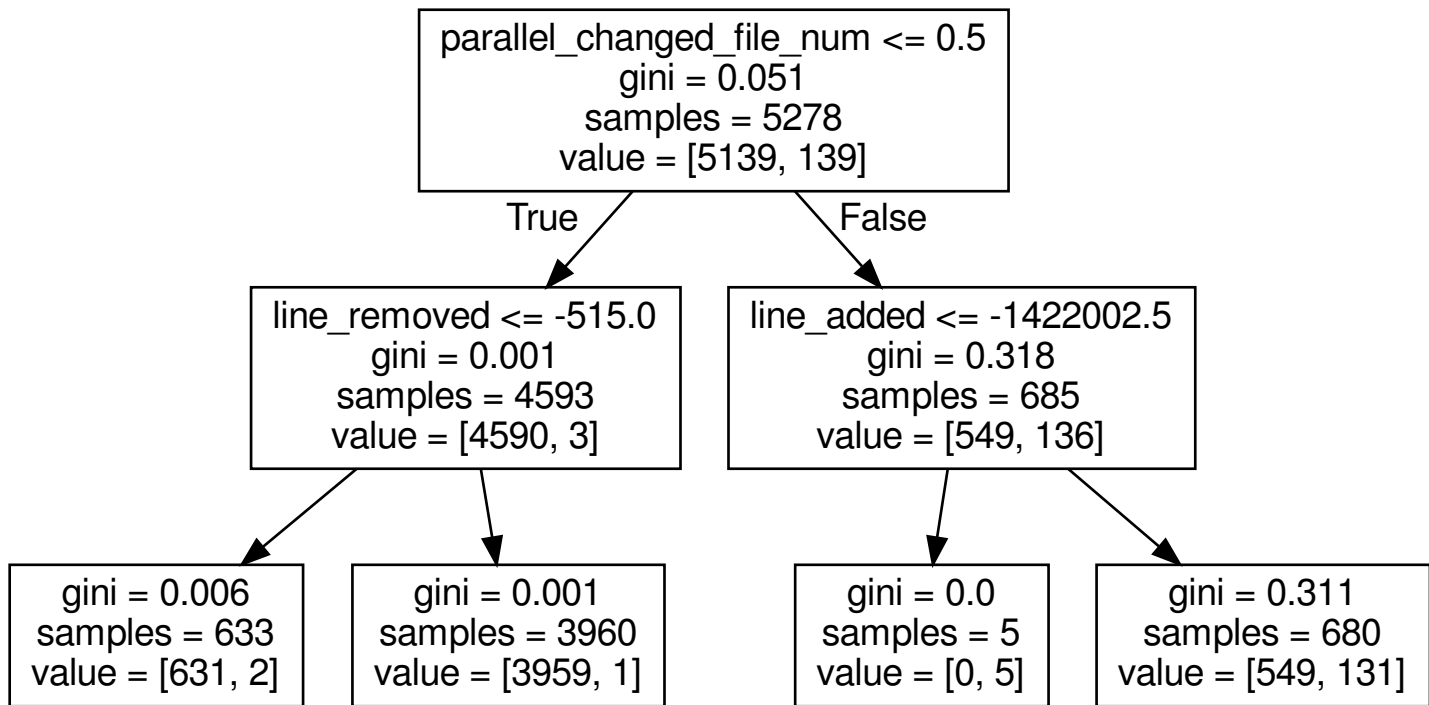 parallel_changed_file_num <= 0.5
gini = 0.051
samples = 5278
value = [5139, 139]
True
False
line_removed <= -515.0
gini = 0.001
samples = 4593
value = [4590, 3]
line_added <= -1422002.5
gini = 0.318
samples = 685
value = [549, 136]
gini = 0.006
samples = 633
value = [631, 2]
gini = 0.001
samples = 3960
value = [3959, 1]
gini = 0.0
samples = 5
value = [0, 5]
gini = 0.311
samples = 680
value = [549, 131]